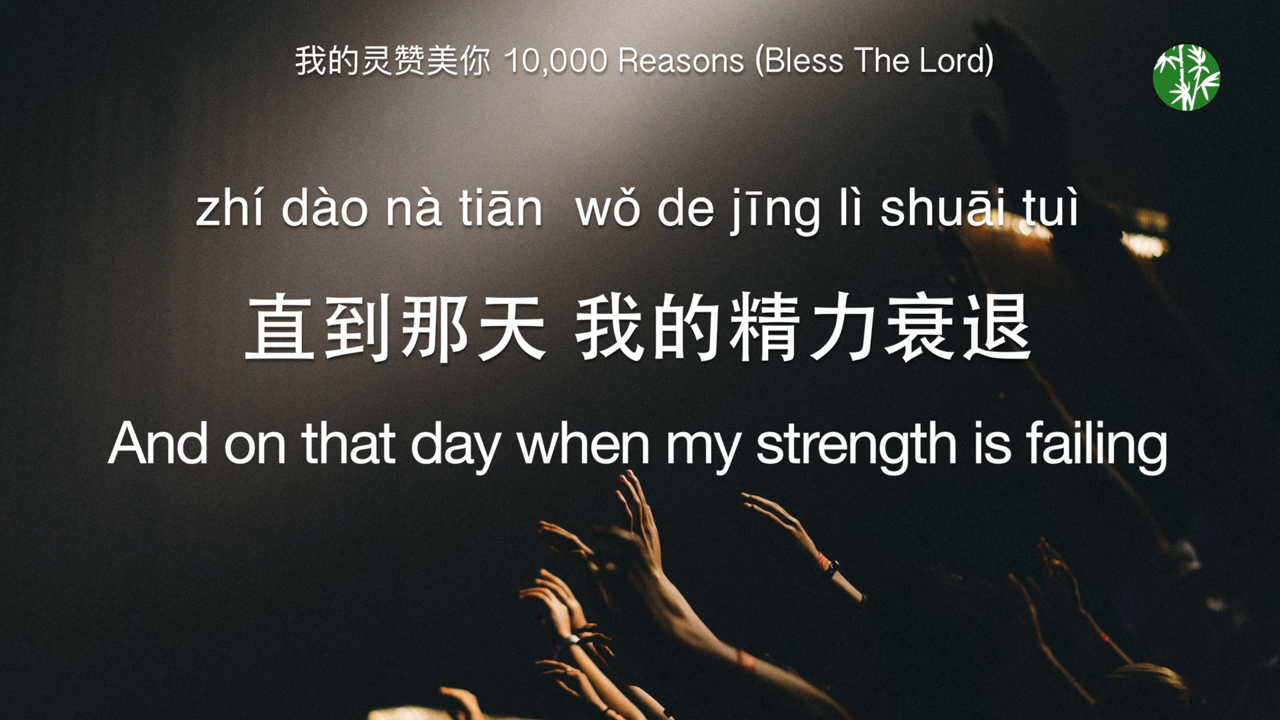 我的灵赞美你 10,000 Reasons (Bless The Lord)
zhí dào nà tiān wǒ de jīng lì shuāi tuì
直到那天 我的精力衰退
And on that day when my strength is failing